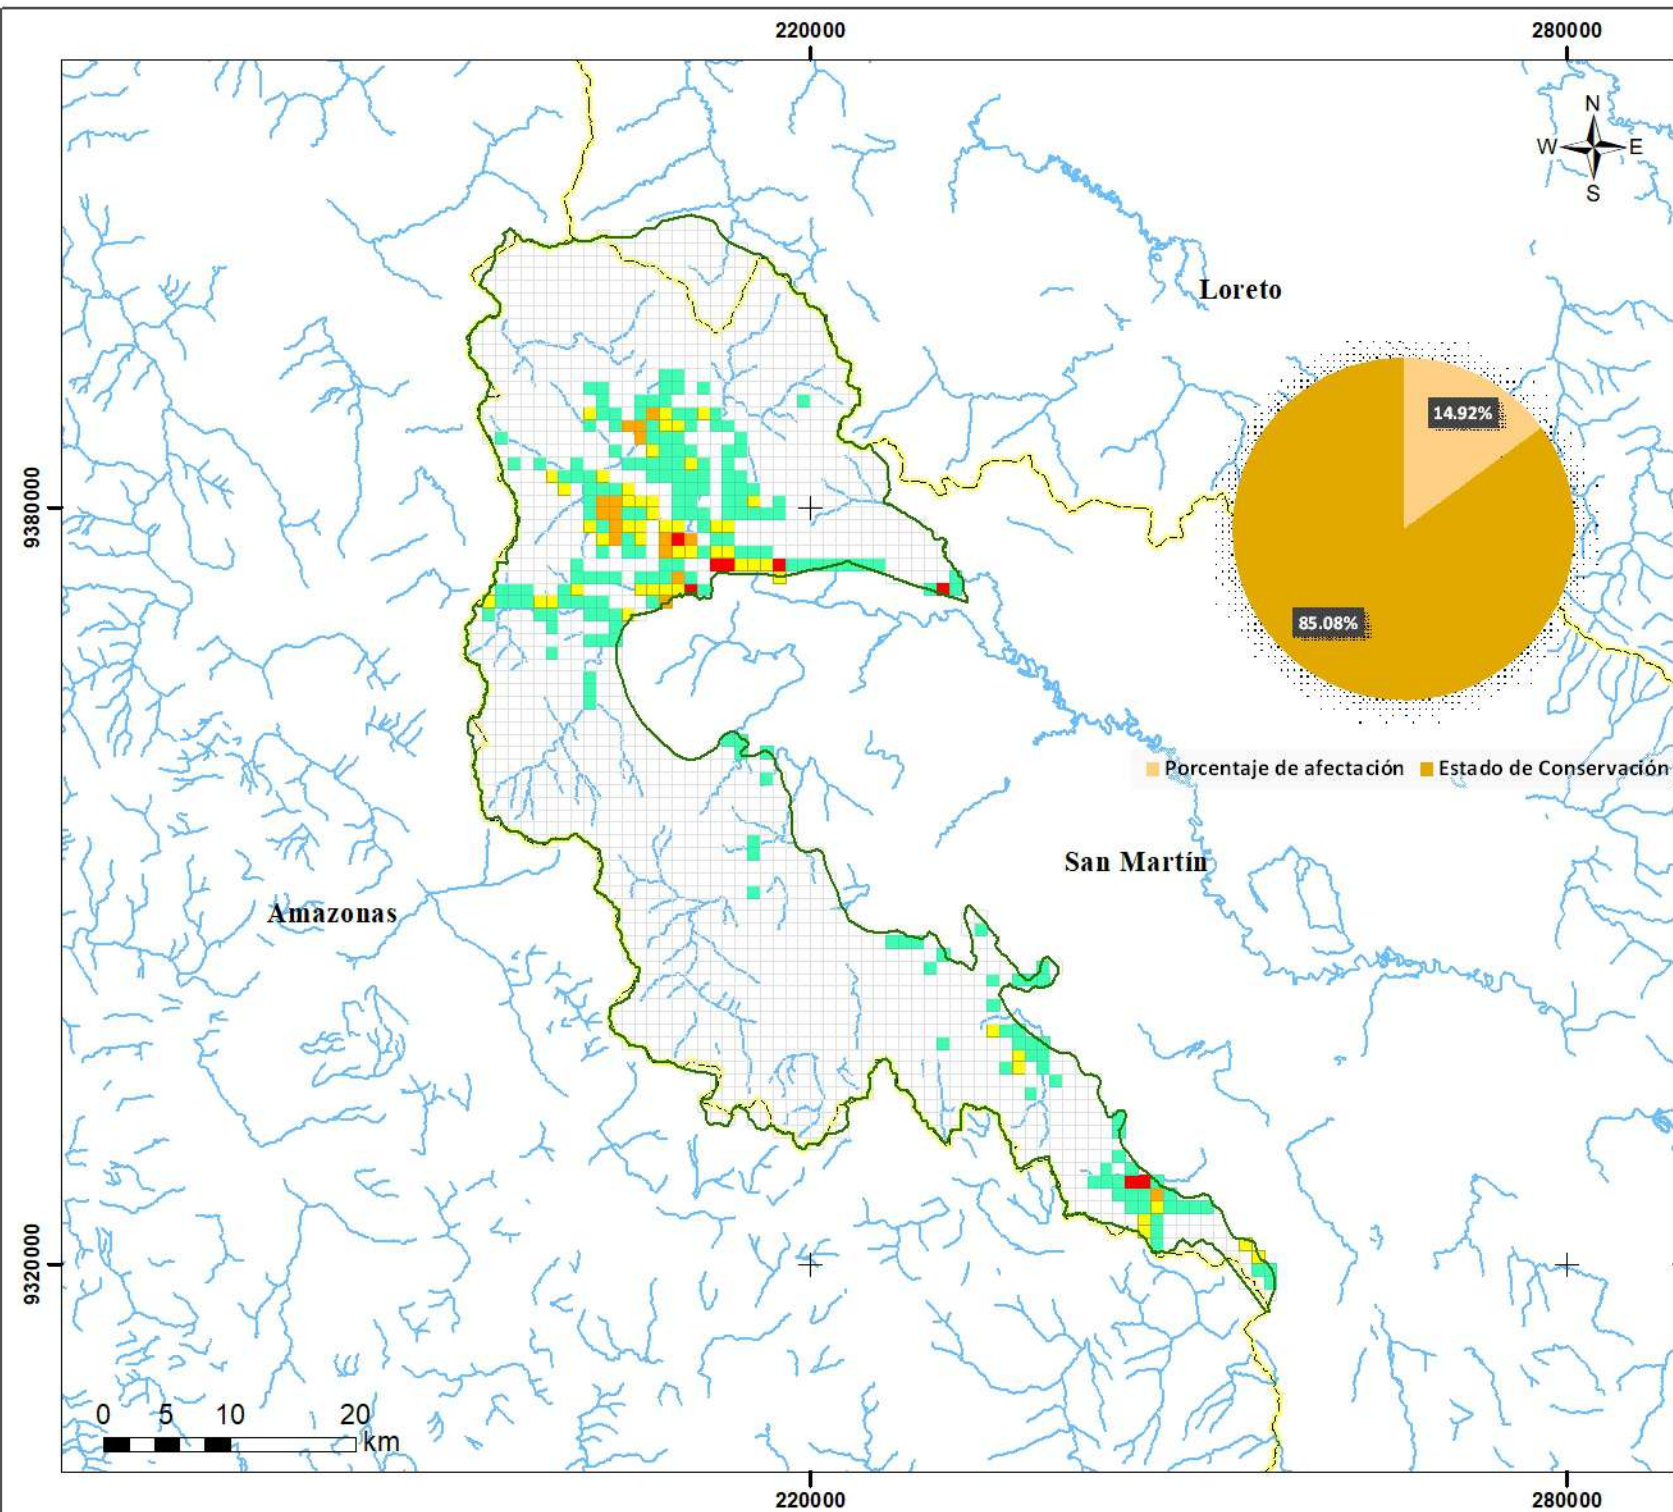 220000 280000
N
W E
S
Loreto
14.92%
9380000
85.08%
Porcentaje de afectación Estado de Conservación
San Martín
Amazonas
9320000
0 5 10 20
km
220000 280000